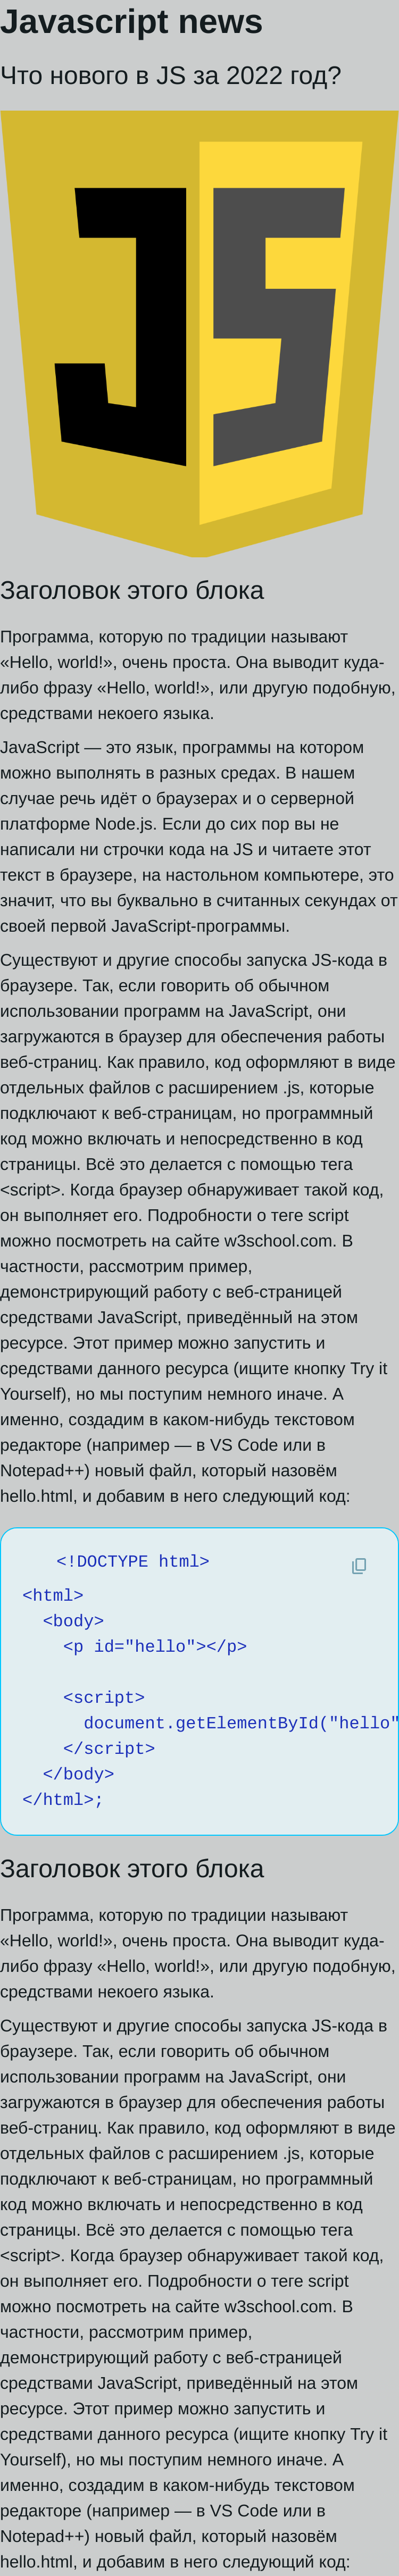 Javascript news
Что нового в JS за 2022 год?
JS
Заголовок этого блока
Программа, которую по традиции называют
«Hello, world!», очень проста. Она выводит куда-
либо фразу «Hello, world!», или другую подобную,
средствами некоего языка.
JavaScript — это язык, программы на котором
можно выполнять в разных средах. В нашем
случае речь идёт о браузерах и о серверной
платформе Node.js. Если до сих пор вы не
написали ни строчки кода на JS и читаете этот
текст в браузере, на настольном компьютере, это
значит, что вы буквально в считанных секундах от
своей первой JavaScript-программы.
Существуют и другие способы запуска JS-кода в
браузере. Так, если говорить об обычном
использовании программ на JavaScript, они
загружаются в браузер для обеспечения работы
веб-страниц. Как правило, код оформляют в виде
отдельных файлов с расширением .js, которые
подключают к веб-страницам, но программный
код можно включать и непосредственно в код
страницы. Всё это делается с помощью тега
<script>. Когда браузер обнаруживает такой код,
он выполняет его. Подробности о теге script
можно посмотреть на сайте w3school.com. В
частности, рассмотрим пример,
демонстрирующий работу с веб-страницей
средствами JavaScript, приведённый на этом
ресурсе. Этот пример можно запустить и
средствами данного ресурса (ищите кнопку Try it
Yourself), но мы поступим немного иначе. А
именно, создадим в каком-нибудь текстовом
редакторе (например — в VS Code или в
Notepad++) новый файл, который назовём
hello.html, и добавим в него следующий код:
<!DOCTYPE html>
<html>
<body>
<p id="hello"></p>
<script>
document.getElementById("hello"
</script>
</body>
</html>;
Заголовок этого блока
Программа, которую по традиции называют
«Hello, world!», очень проста. Она выводит куда-
либо фразу «Hello, world!», или другую подобную,
средствами некоего языка.
Существуют и другие способы запуска JS-кода в
браузере. Так, если говорить об обычном
использовании программ на JavaScript, они
загружаются в браузер для обеспечения работы
веб-страниц. Как правило, код оформляют в виде
отдельных файлов с расширением .js, которые
подключают к веб-страницам, но программный
код можно включать и непосредственно в код
страницы. Всё это делается с помощью тега
<script>. Когда браузер обнаруживает такой код,
он выполняет его. Подробности о теге script
можно посмотреть на сайте w3school.com. В
частности, рассмотрим пример,
демонстрирующий работу с веб-страницей
средствами JavaScript, приведённый на этом
ресурсе. Этот пример можно запустить и
средствами данного ресурса (ищите кнопку Try it
Yourself), но мы поступим немного иначе. А
именно, создадим в каком-нибудь текстовом
редакторе (например — в VS Code или в
Notepad++) новый файл, который назовём
hello.html, и добавим в него следующий код: